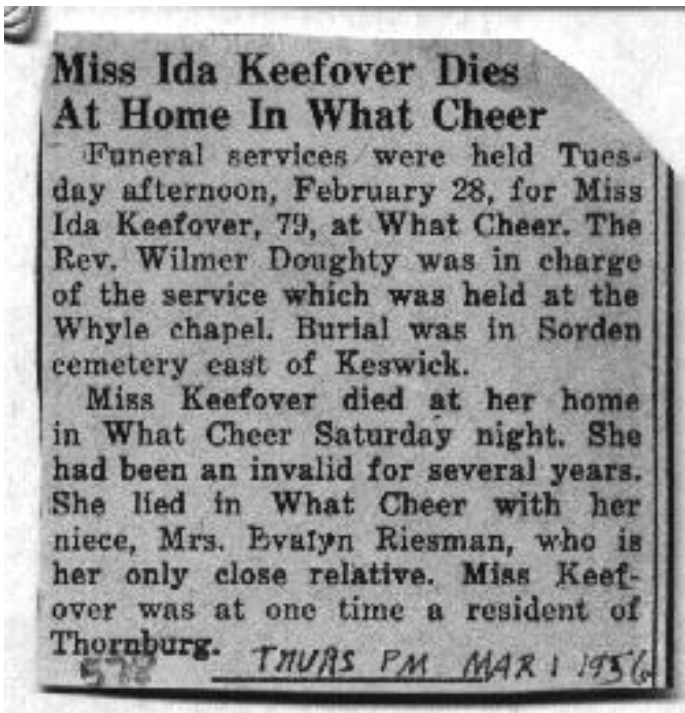 Miss Ida Keefover Dies
At Home In What Cheer
Funeral services were held Tues-
day afternoon, February 28, for Miss
Ida Keefover, 79, at What Cheer. The
Rev. Wilmer Doughty was in charge
of the service which was held at the
Whyle chapel. Burial was in Sorden
cemetery east of Keswick.
Miss Keefover died at her home
in What Cheer Saturday night. She
had been an invalid for several years.
She lied in What Cheer with her
niece, Mrs. Evalyn Riesman, who is
her only close relative. Miss Keef-
over was at one time a resident of
Thornburg.
578 THURS PM MAR 1 1956